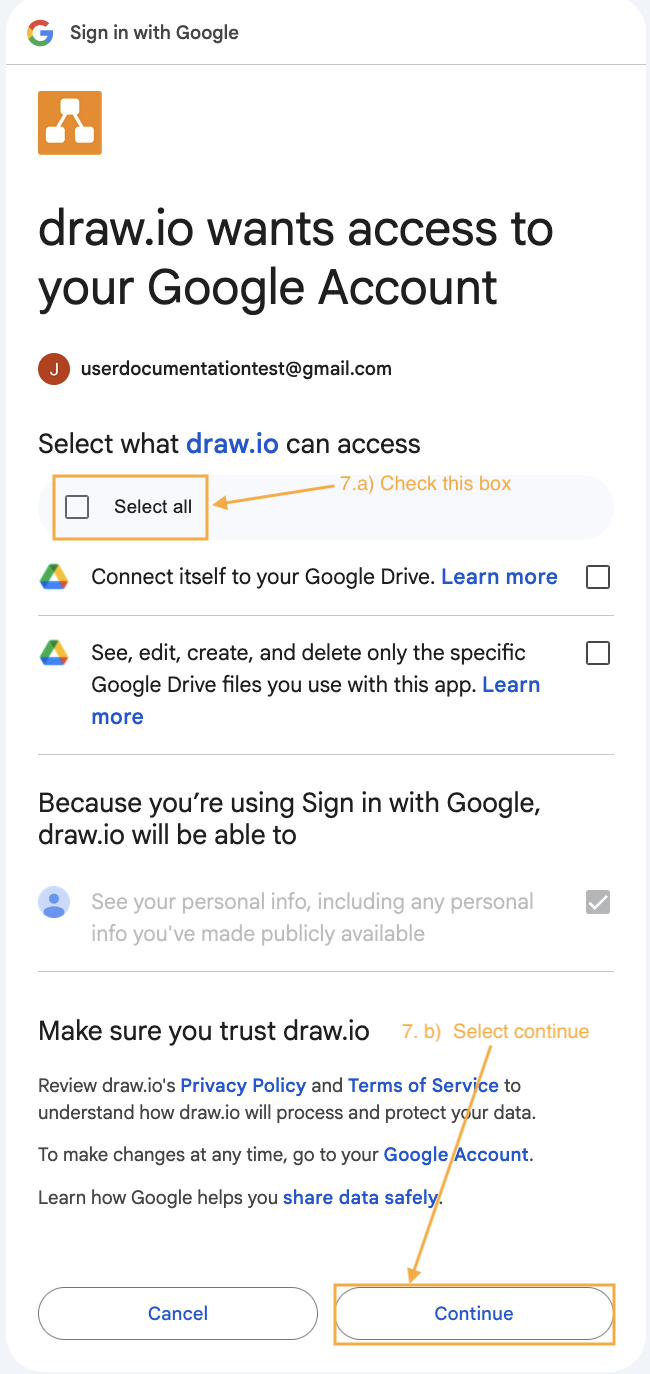 Sign in with Google
draw.io wants access to
your Google Account
J
userdocumentationtest@gmail.com
Select what draw.io can access
7.a) Check this box
Select all
Connect itself to your Google Drive. Learn more
See, edit, create, and delete only the specific
Google Drive files you use with this app. Learn
more
Because you’re using Sign in with Google,
draw.io will be able to
See your personal info, including any personal
info you've made publicly available
Make sure you trust draw.io
7. b) Select continue
Review draw.io's Privacy Policy and Terms of Service to
understand how draw.io will process and protect your data.
To make changes at any time, go to your Google Account.
Learn how Google helps you share data safely.
Cancel
Continue